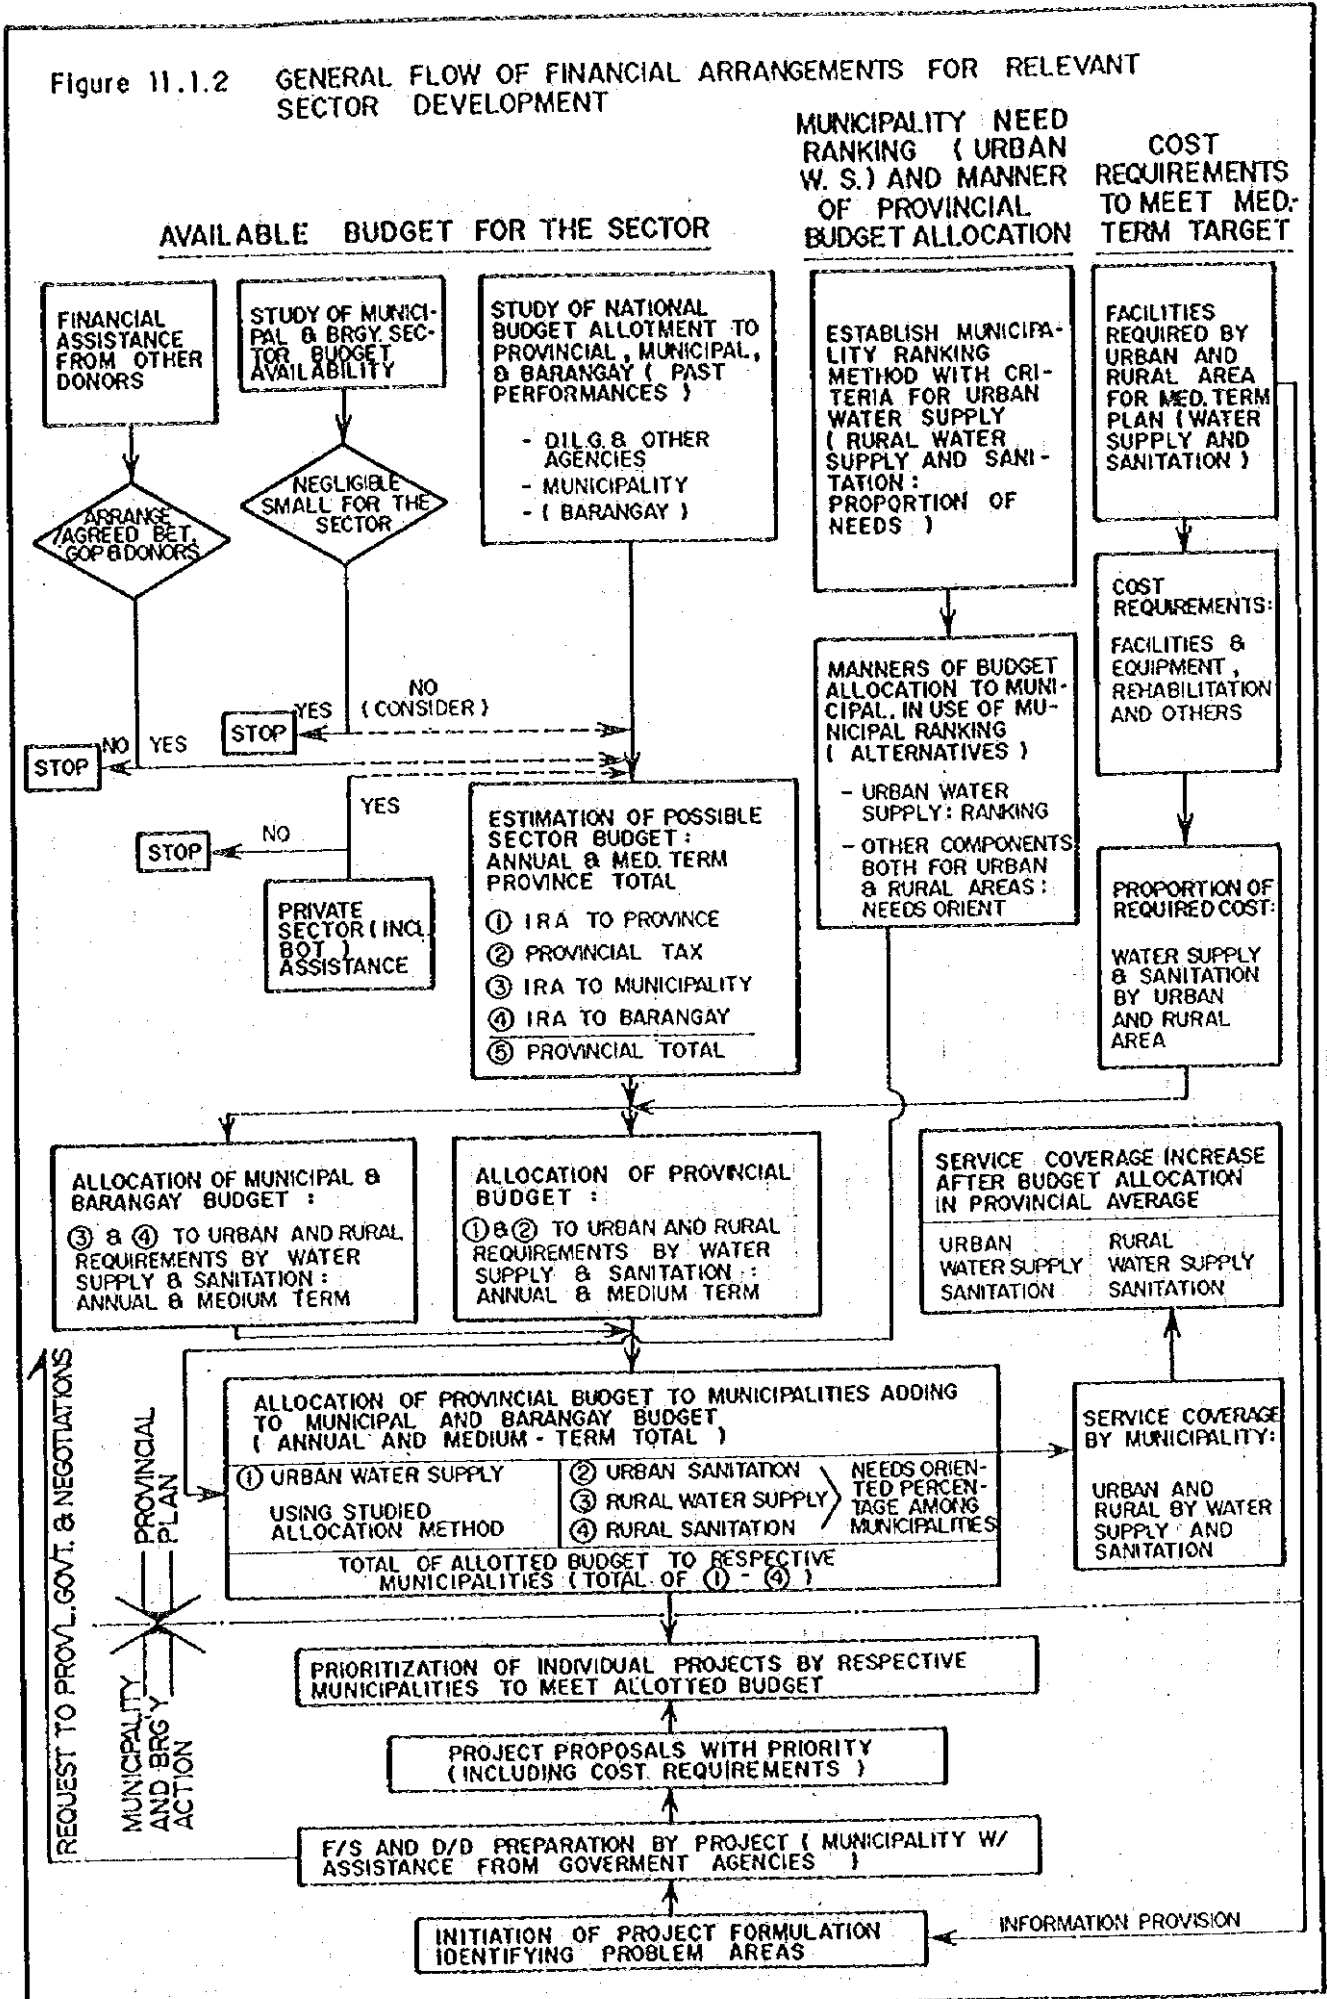 Figure 11.1.2
GENERAL FLOW OF FINANCIAL ARRANGEMENTS FOR RELEVANT
SECTOR DEVELOPMENT
AVAILABLE BUDGET FOR THE SECTOR
MUNICIPALITY NEED
RANKING (URBAN
W. S.) AND MANNER
OF PROVINCIAL
BUDGET ALLOCATION
COST
REQUIREMENTS
TO MEET MED.-
TERM TARGET
FINANCIAL
ASSISTANCE
FROM OTHER
DONORS
STUDY OF MUNICI-
PAL & BRGY. SEC-
TOR BUDGET
AVAILABILITY
STUDY OF NATIONAL
BUDGET ALLOTMENT TO
PROVINCIAL, MUNICIPAL,
& BARANGAY ( PAST
PERFORMANCES )
- D.I.L.G. & OTHER
AGENCIES
- MUNICIPALITY
- ( BARANGAY )
ESTABLISH MUNICIPA-
LITY RANKING
METHOD WITH CRI-
TERIA FOR URBAN
WATER SUPPLY
( RURAL WATER
SUPPLY AND SANI-
TATION :
PROPORTION OF
NEEDS )
FACILITIES
REQUIRED BY
URBAN AND
RURAL AREA
FOR MED. TERM
PLAN (WATER
SUPPLY AND
SANITATION )
ARRANGE
/AGREED BET.
GOP & DONORS
NEGLIGIBLE
SMALL FOR THE
SECTOR
COST
REQUIREMENTS:
FACILITIES &
EQUIPMENT,
REHABILITATION
AND OTHERS
MANNERS OF BUDGET
ALLOCATION TO MUNI-
CIPAL. IN USE OF MU-
NICIPAL RANKING
( ALTERNATIVES )
- URBAN WATER
SUPPLY: RANKING
- OTHER COMPONENTS
BOTH FOR URBAN
& RURAL AREAS :
NEEDS ORIENT
NO
( CONSIDER )
YES
STOP
NO YES
STOP
YES
NO
STOP
PRIVATE
SECTOR (INCL.
BOT )
ASSISTANCE
ESTIMATION OF POSSIBLE
SECTOR BUDGET :
ANNUAL & MED. TERM
PROVINCE TOTAL
① IRA TO PROVINCE
② PROVINCIAL TAX
③ IRA TO MUNICIPALITY
④ IRA TO BARANGAY
⑤ PROVINCIAL TOTAL
PROPORTION OF
REQUIRED COST:
WATER SUPPLY
& SANITATION
BY URBAN
AND RURAL
AREA
ALLOCATION OF MUNICIPAL &
BARANGAY BUDGET :
③ & ④ TO URBAN AND RURAL
REQUIREMENTS BY WATER
SUPPLY & SANITATION :
ANNUAL & MEDIUM TERM
ALLOCATION OF PROVINCIAL
BUDGET :
① & ② TO URBAN AND RURAL
REQUIREMENTS BY WATER
SUPPLY & SANITATION :
ANNUAL & MEDIUM TERM
SERVICE COVERAGE INCREASE
AFTER BUDGET ALLOCATION
IN PROVINCIAL AVERAGE
URBAN
WATER SUPPLY
SANITATION
RURAL
WATER SUPPLY
SANITATION
ALLOCATION OF PROVINCIAL BUDGET TO MUNICIPALITIES ADDING
TO MUNICIPAL AND BARANGAY BUDGET
( ANNUAL AND MEDIUM - TERM TOTAL )
① URBAN WATER SUPPLY
USING STUDIED
ALLOCATION METHOD
② URBAN SANITATION
③ RURAL WATER SUPPLY
④ RURAL SANITATION
NEEDS ORIEN-
TED PERCEN-
TAGE AMONG
MUNICIPALITIES
TOTAL OF ALLOTTED BUDGET TO RESPECTIVE
MUNICIPALITIES ( TOTAL OF ① - ④ )
SERVICE COVERAGE
BY MUNICIPALITY:
URBAN AND
RURAL BY WATER
SUPPLY AND
SANITATION
REQUEST TO PROV'L. GOVT. & NEGOTIATIONS
PROVINCIAL
PLAN
MUNICIPALITY
AND BRG'Y
ACTION
PRIORITIZATION OF INDIVIDUAL PROJECTS BY RESPECTIVE
MUNICIPALITIES TO MEET ALLOTTED BUDGET
PROJECT PROPOSALS WITH PRIORITY
(INCLUDING COST REQUIREMENTS )
F/S AND D/D PREPARATION BY PROJECT ( MUNICIPALITY W/
ASSISTANCE FROM GOVERMENT AGENCIES )
INITIATION OF PROJECT FORMULATION
IDENTIFYING PROBLEM AREAS
INFORMATION PROVISION